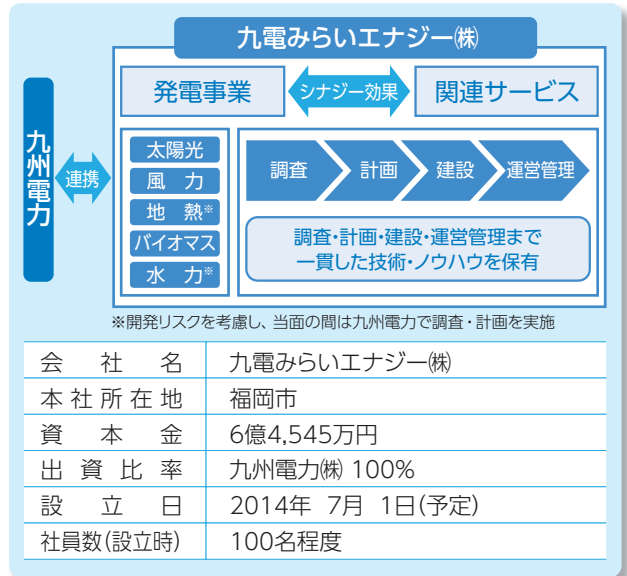 九電みらいエナジー㈱
発電事業
シナジー効果
関連サービス
九州電力
連携
太陽光
風 力
地 熱※
バイオマス
水 力※
調査
計画
建設
運営管理
調査・計画・建設・運営管理まで
一貫した技術・ノウハウを保有
※開発リスクを考慮し、当面の間は九州電力で調査・計画を実施
会社名 九電みらいエナジー㈱
本社所在地 福岡市
資本金 6億4,545万円
出資比率 九州電力㈱ 100%
設立日 2014年 7月 1日(予定)
社員数(設立時) 100名程度